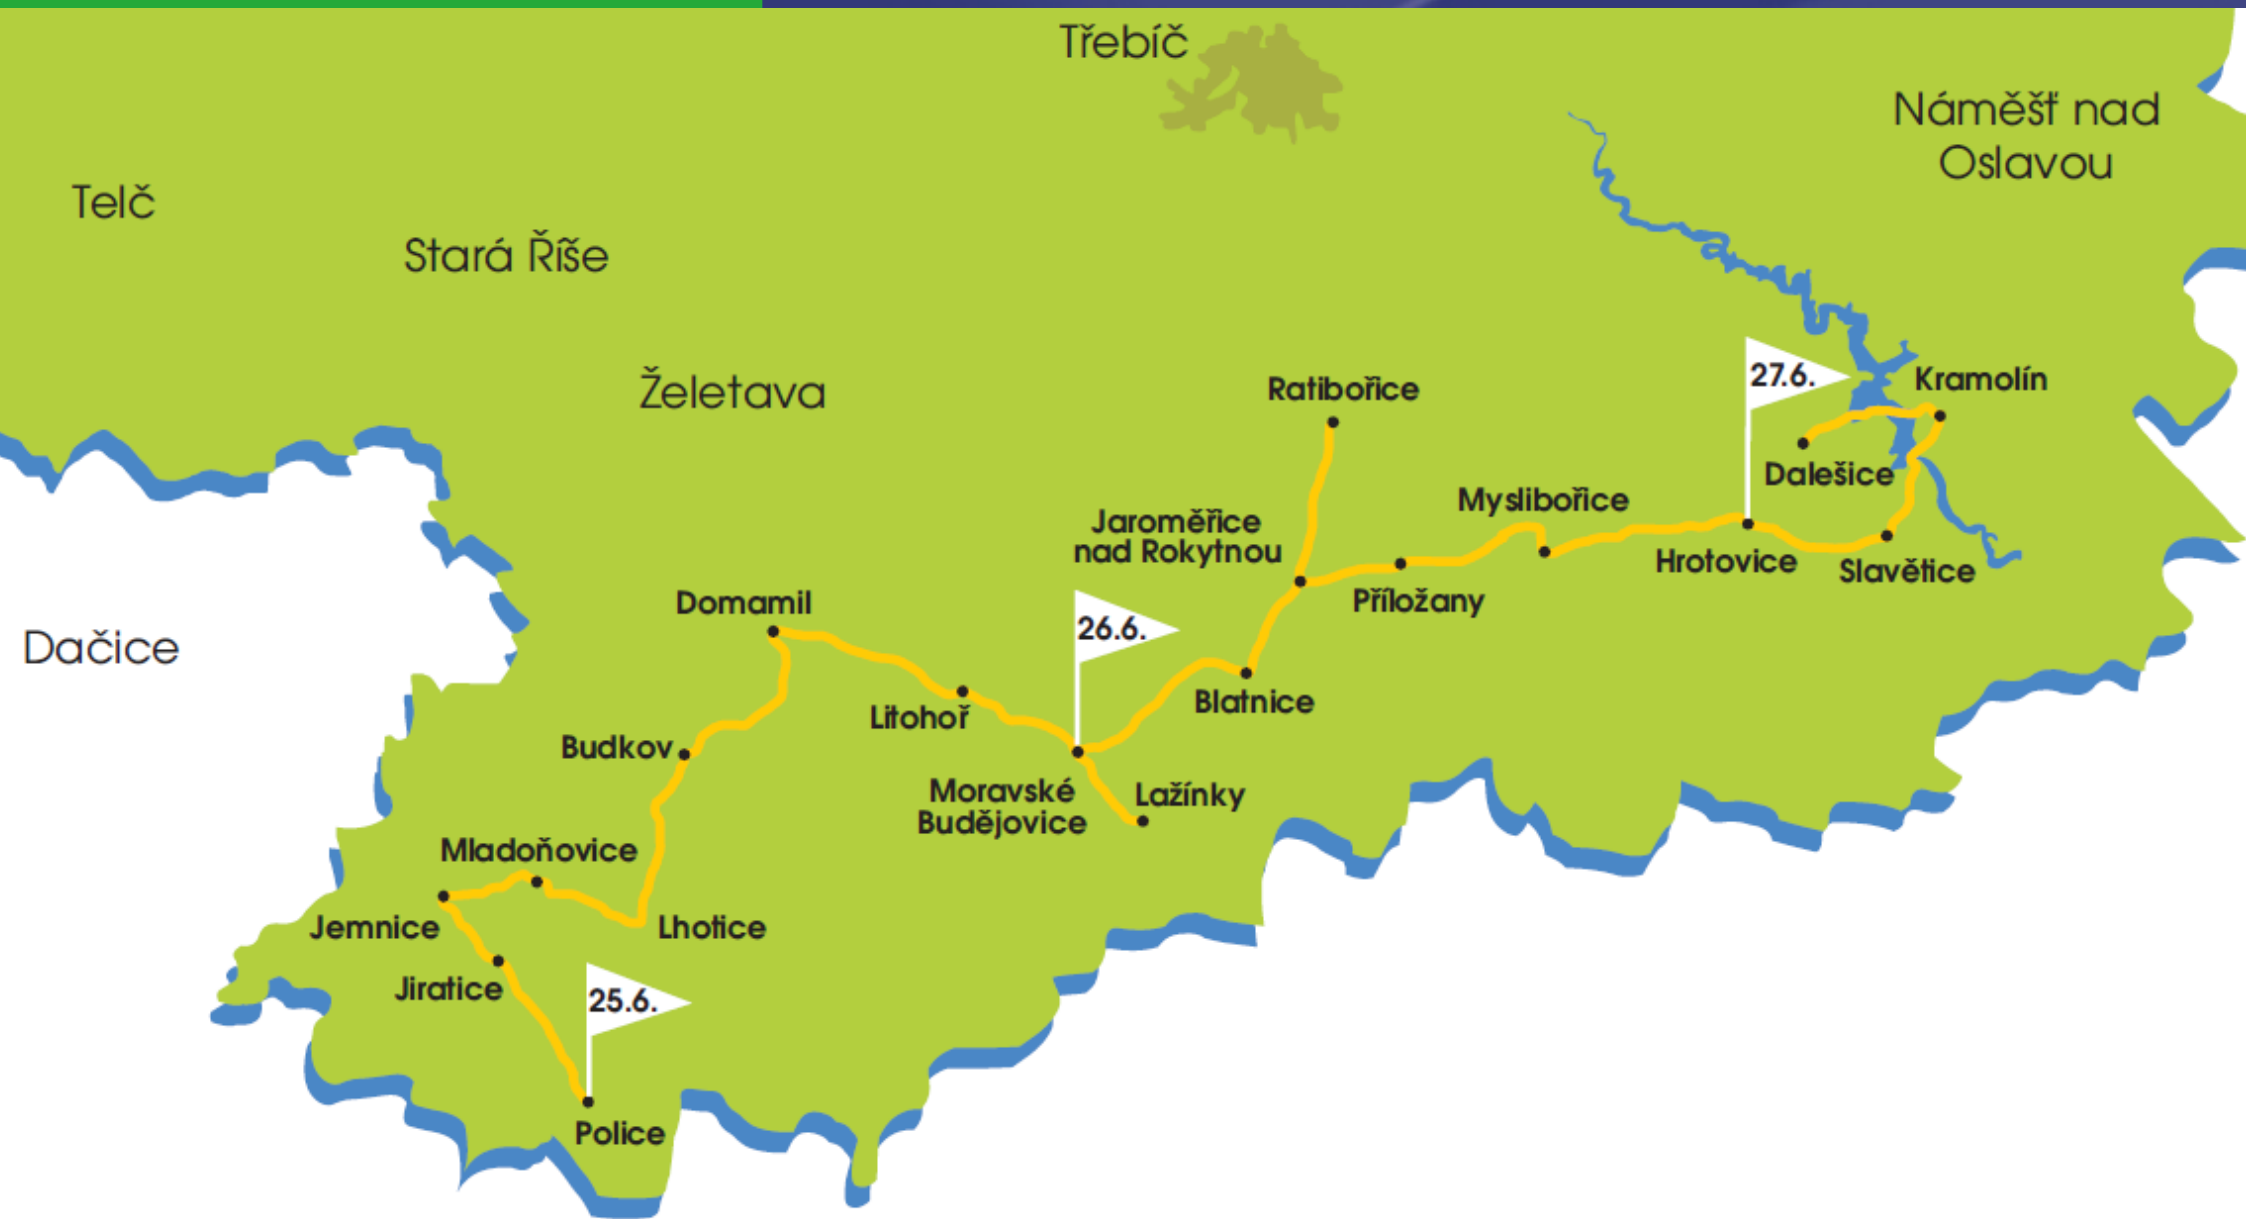 Třebíč
Náměšť nad
Oslavou
Telč
Stará Říše
Želetava
Ratibořice
27.6.
Kramolín
Dalešice
Myslibořice
Jaroměřice
nad Rokytnou
Hrotovice
Slavětice
Příložany
Domamil
26.6.
Dačice
Litohoř
Blatnice
Budkov
Moravské
Budějovice
Lažínky
Mladoňovice
Jemnice
Lhotice
Jiratice
25.6.
Police